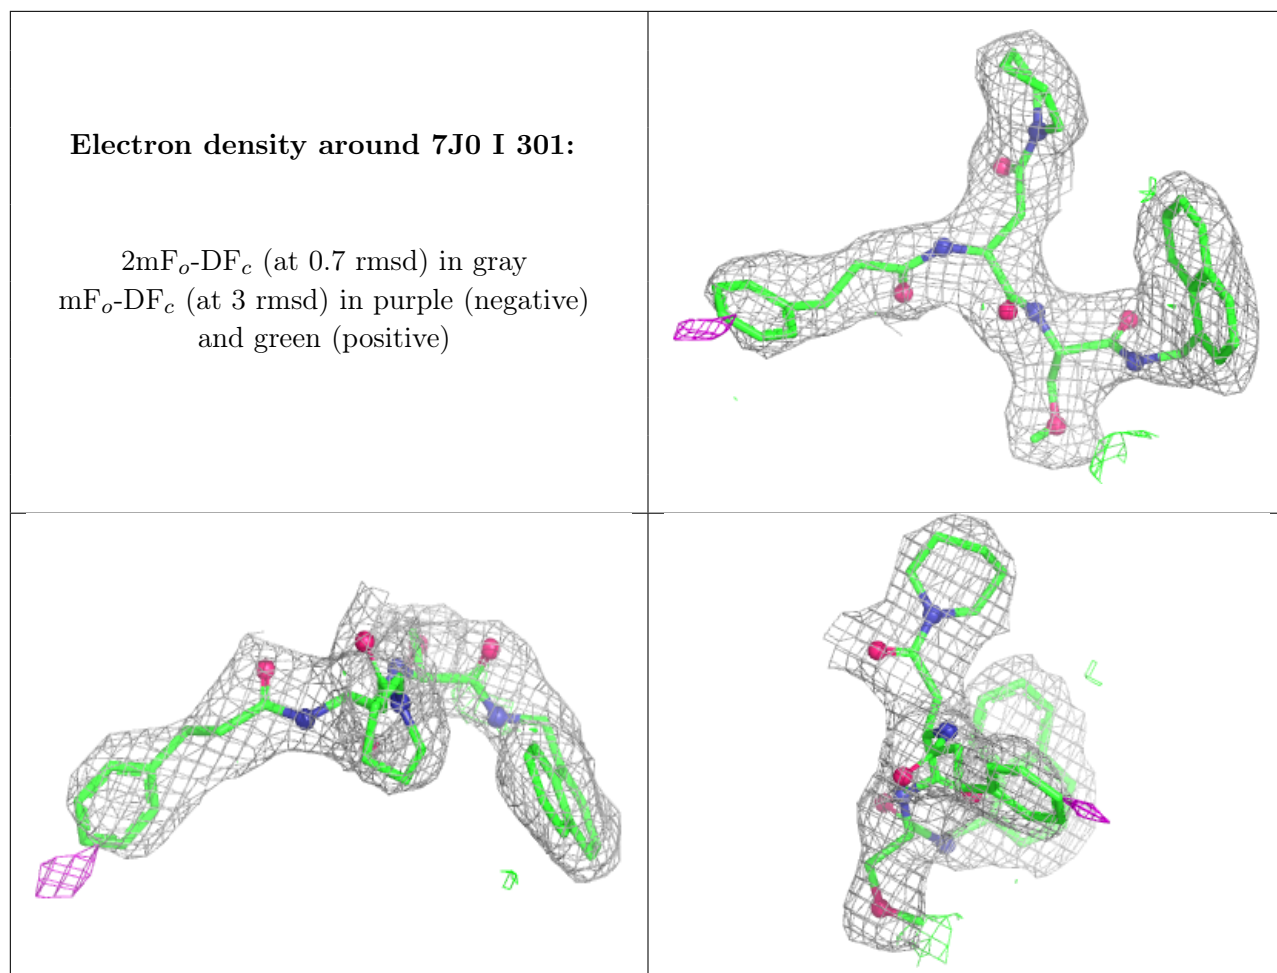 Electron density around 7J0 I 301:
2mFo-DFc (at 0.7 rmsd) in gray
mFo-DFc (at 3 rmsd) in purple (negative)
and green (positive)